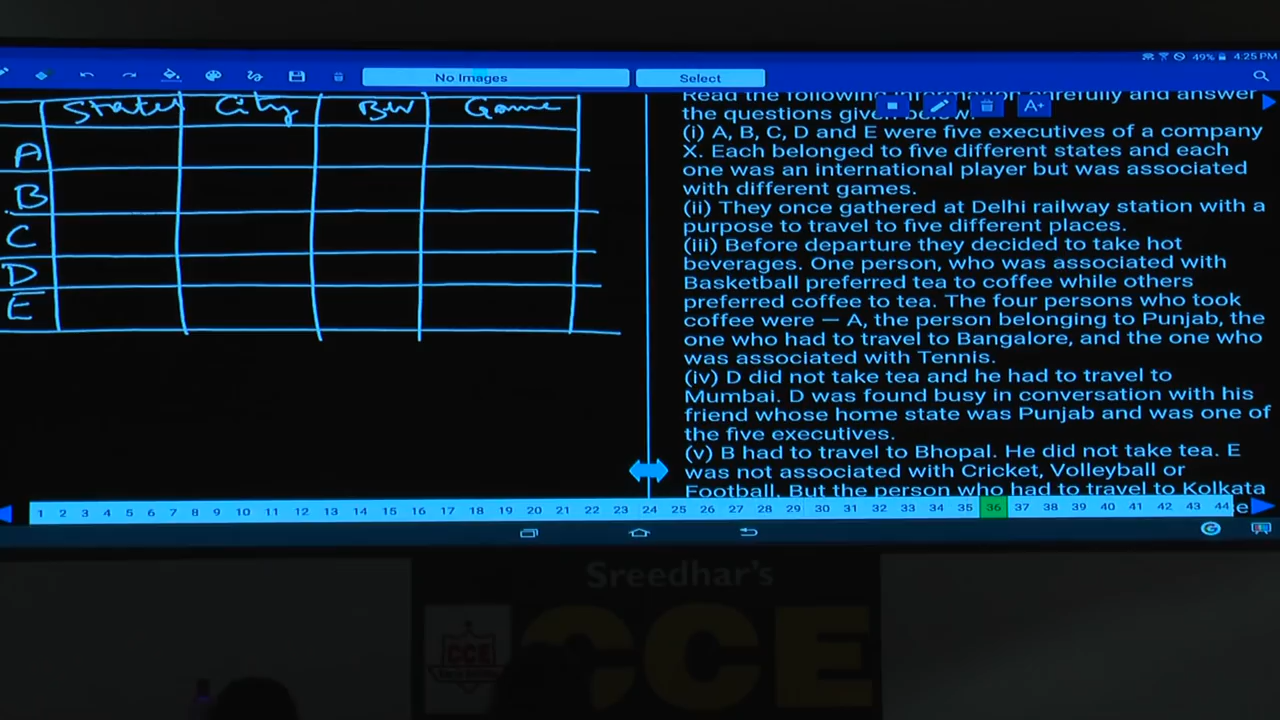 49% 4:25 PM
No Images Select
State City Bev Game
A
B
C
D
E
Read the following information carefully and answer
the questions given below.
(i) A, B, C, D and E were five executives of a company
X. Each belonged to five different states and each
one was an international player but was associated
with different games.
(ii) They once gathered at Delhi railway station with a
purpose to travel to five different places.
(iii) Before departure they decided to take hot
beverages. One person, who was associated with
Basketball preferred tea to coffee while others
preferred coffee to tea. The four persons who took
coffee were — A, the person belonging to Punjab, the
one who had to travel to Bangalore, and the one who
was associated with Tennis.
(iv) D did not take tea and he had to travel to
Mumbai. D was found busy in conversation with his
friend whose home state was Punjab and was one of
the five executives.
(v) B had to travel to Bhopal. He did not take tea. E
was not associated with Cricket, Volleyball or
Football. But the person who had to travel to Kolkata
A+
1 2 3 4 5 6 7 8 9 10 11 12 13 14 15 16 17 18 19 20 21 22 23 24 25 26 27 28 29 30 31 32 33 34 35 36 37 38 39 40 41 42 43 44 e
Sreedhar's
CCE
CCE